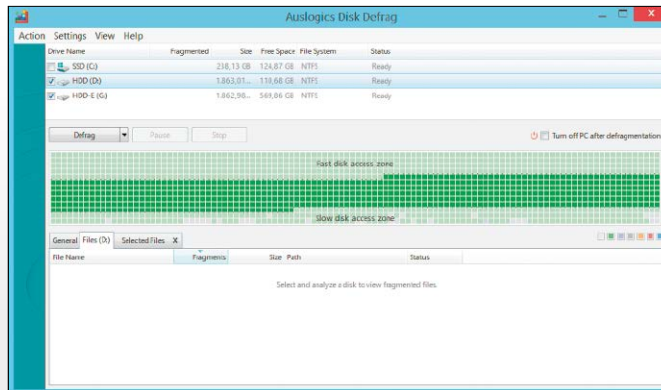 Auslogics Disk Defrag
Action Settings View Help
Drive Name Fragmented Size Free Space File System Status
SSD (C:) 238,13 GB 124,87 GB NTFS Ready
HDD (D:) 1.863,01... 118,68 GB NTFS Ready
HDD-E (G:) 1.862,98... 569,86 GB NTFS Ready
Defrag Pause Stop Turn off PC after defragmentation
Fast disk access zone
Slow disk access zone
General Files (D:) Selected Files X
File Name Fragments Size Path Status
Select and analyze a disk to view fragmented files.